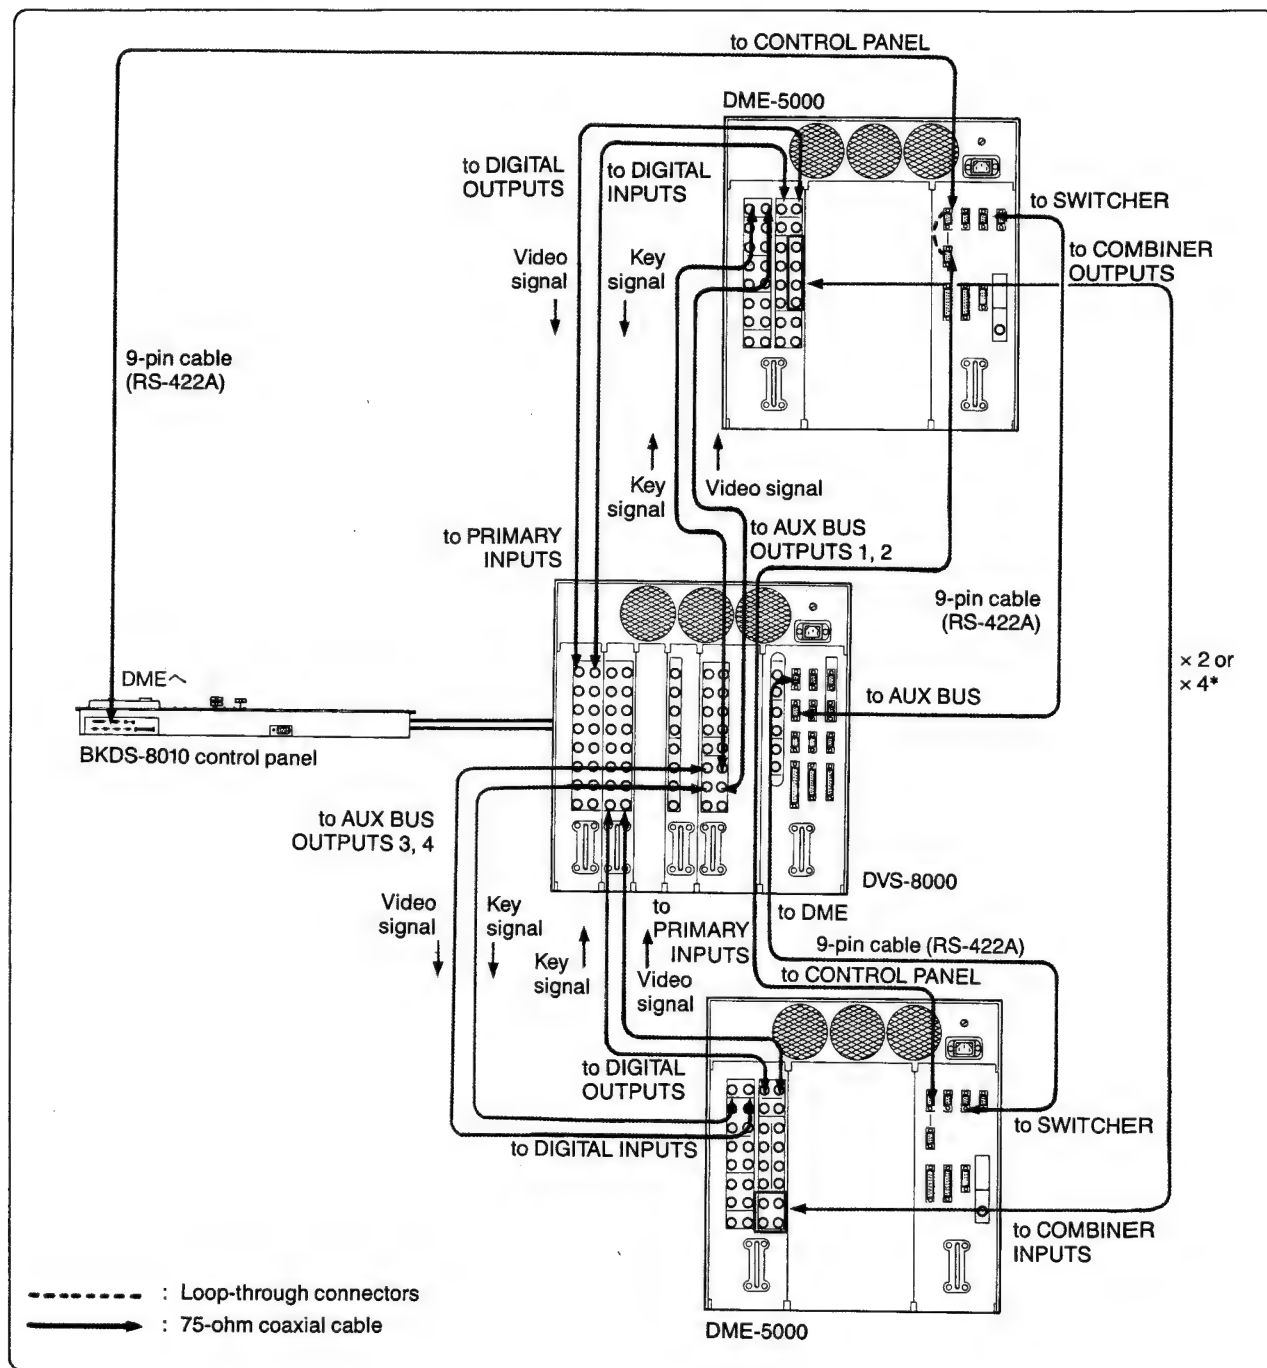 to CONTROL PANEL
DME-5000
to DIGITAL
OUTPUTS
to DIGITAL
INPUTS
to SWITCHER
to COMBINER
OUTPUTS
Video
signal
Key
signal
9-pin cable
(RS-422A)
Key
signal
Video signal
to PRIMARY
INPUTS
to AUX BUS
OUTPUTS 1, 2
9-pin cable
(RS-422A)
× 2 or
× 4*
DMEへ
to AUX BUS
BKDS-8010 control panel
to AUX BUS
OUTPUTS 3, 4
DVS-8000
Video
signal
Key
signal
to
PRIMARY
INPUTS
to DME
Key
signal
Video
signal
9-pin cable (RS-422A)
to CONTROL PANEL
to DIGITAL
OUTPUTS
to DIGITAL INPUTS
to SWITCHER
to COMBINER
INPUTS
: Loop-through connectors
: 75-ohm coaxial cable
DME-5000